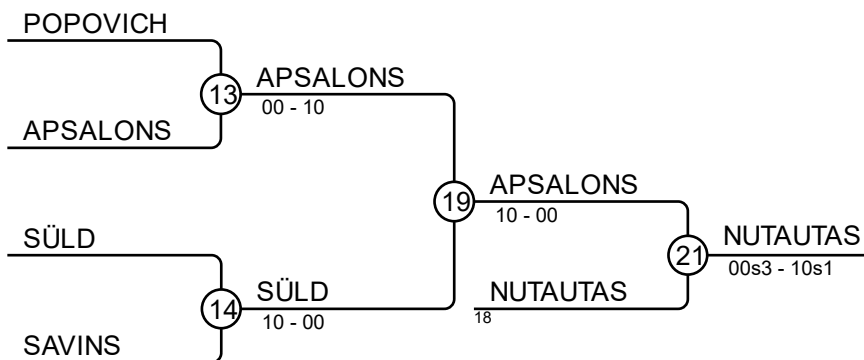 POPOVICH
13
APSALONS
00 - 10
APSALONS
19
APSALONS
10 - 00
SÜLD
21
NUTAUTAS
00s3 - 10s1
14
SÜLD
10 - 00
NUTAUTAS
18
SAVINS